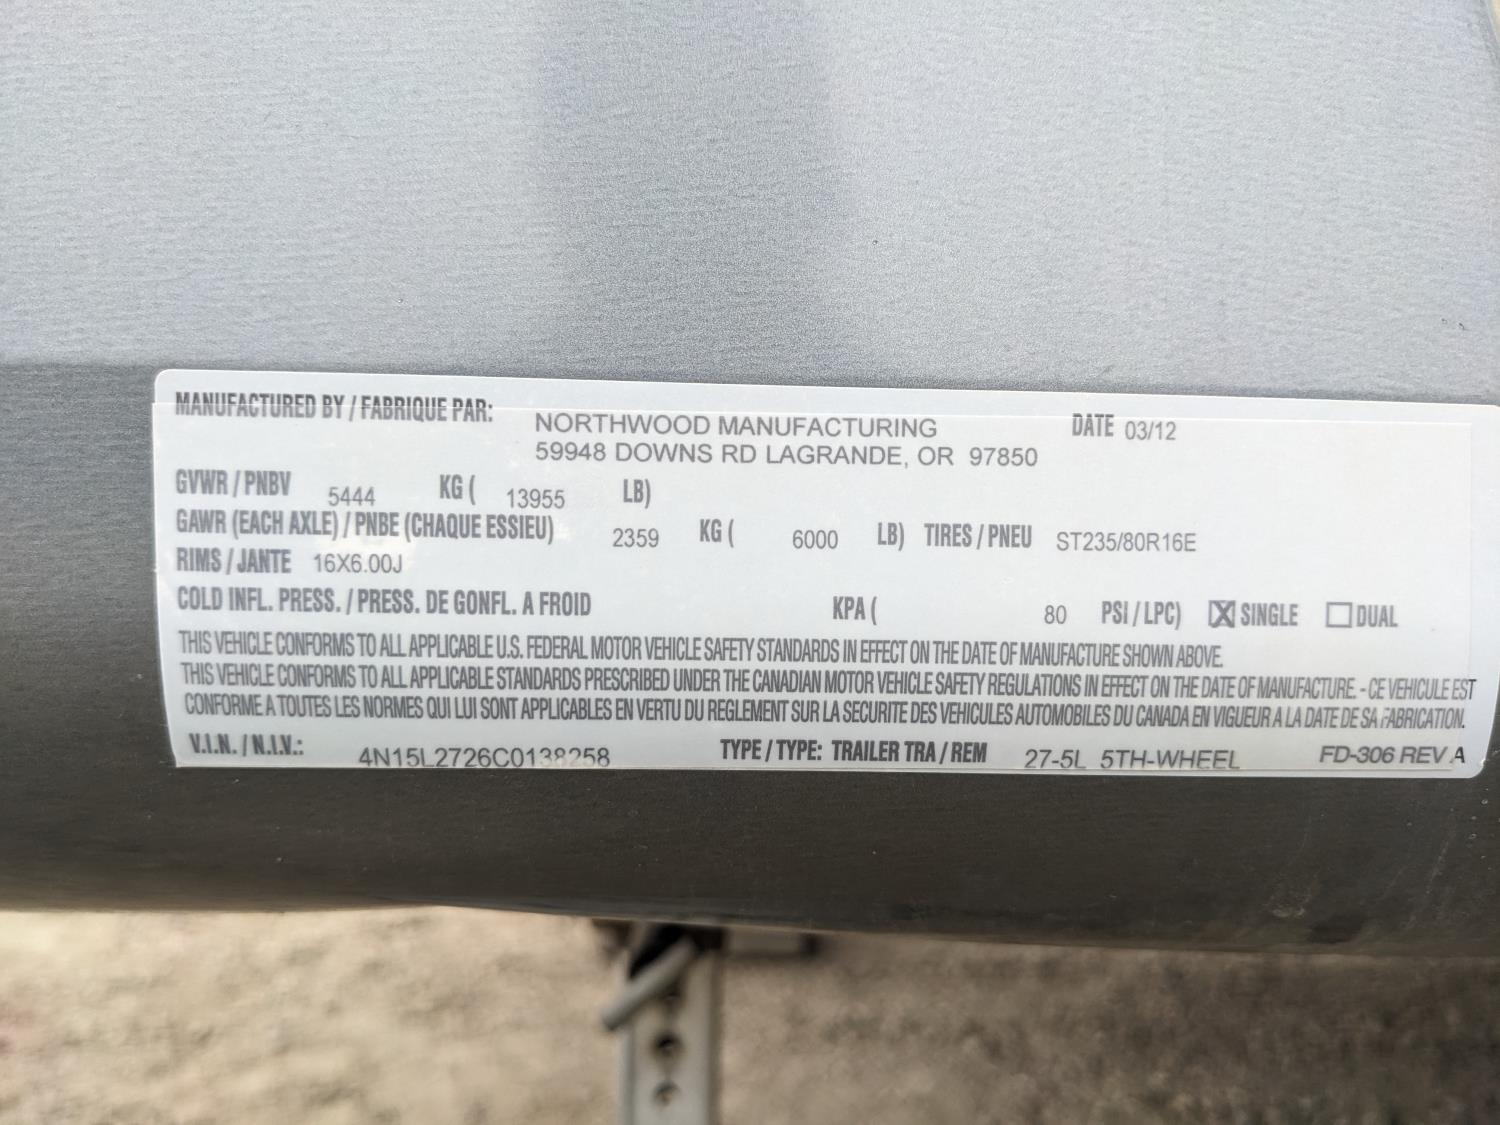 MANUFACTURED BY / FABRIQUE PAR: NORTHWOOD MANUFACTURING DATE 03/12
59948 DOWNS RD LAGRANDE, OR 97850
GVWR / PNBV 5444 KG ( 13955 LB)
GAWR (EACH AXLE) / PNBE (CHAQUE ESSIEU) 2359 KG ( 6000 LB) TIRES / PNEU ST235/80R16E
RIMS / JANTE 16X6.00J
COLD INFL. PRESS. / PRESS. DE GONFL. A FROID KPA ( 80 PSI / LPC) ☒ SINGLE ☐ DUAL
THIS VEHICLE CONFORMS TO ALL APPLICABLE U.S. FEDERAL MOTOR VEHICLE SAFETY STANDARDS IN EFFECT ON THE DATE OF MANUFACTURE SHOWN ABOVE.
THIS VEHICLE CONFORMS TO ALL APPLICABLE STANDARDS PRESCRIBED UNDER THE CANADIAN MOTOR VEHICLE SAFETY REGULATIONS IN EFFECT ON THE DATE OF MANUFACTURE. - CE VEHICULE EST
CONFORME A TOUTES LES NORMES QUI LUI SONT APPLICABLES EN VERTU DU REGLEMENT SUR LA SECURITE DES VEHICULES AUTOMOBILES DU CANADA EN VIGUEUR A LA DATE DE SA FABRICATION.
V.I.N. / N.I.V.: 4N15L2726C0138258 TYPE / TYPE: TRAILER TRA / REM 27-5L 5TH-WHEEL FD-306 REV A